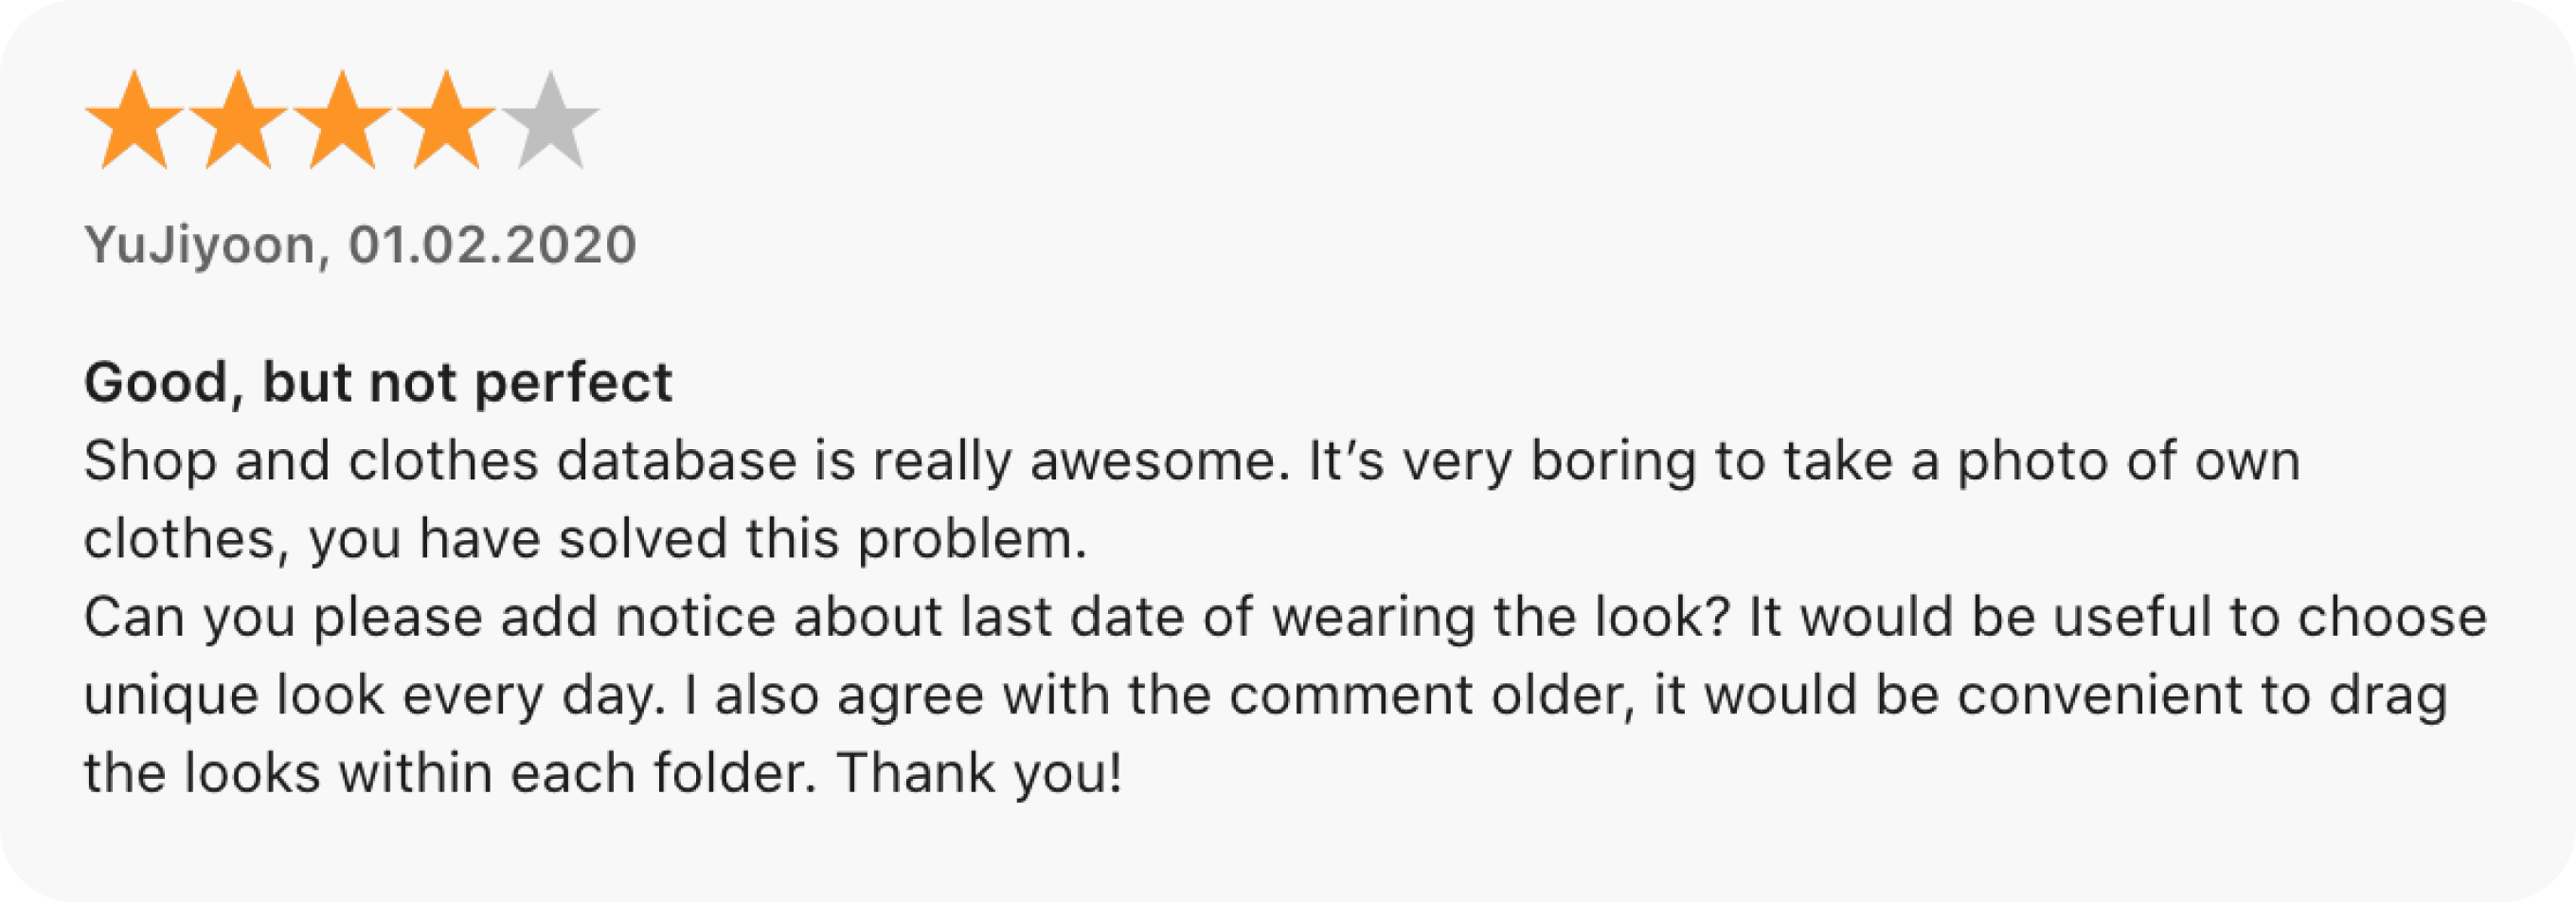 YuJiyoon, 01.02.2020
Good, but not perfect
Shop and clothes database is really awesome. It’s very boring to take a photo of own
clothes, you have solved this problem.
Can you please add notice about last date of wearing the look? It would be useful to choose
unique look every day. I also agree with the comment older, it would be convenient to drag
the looks within each folder. Thank you!